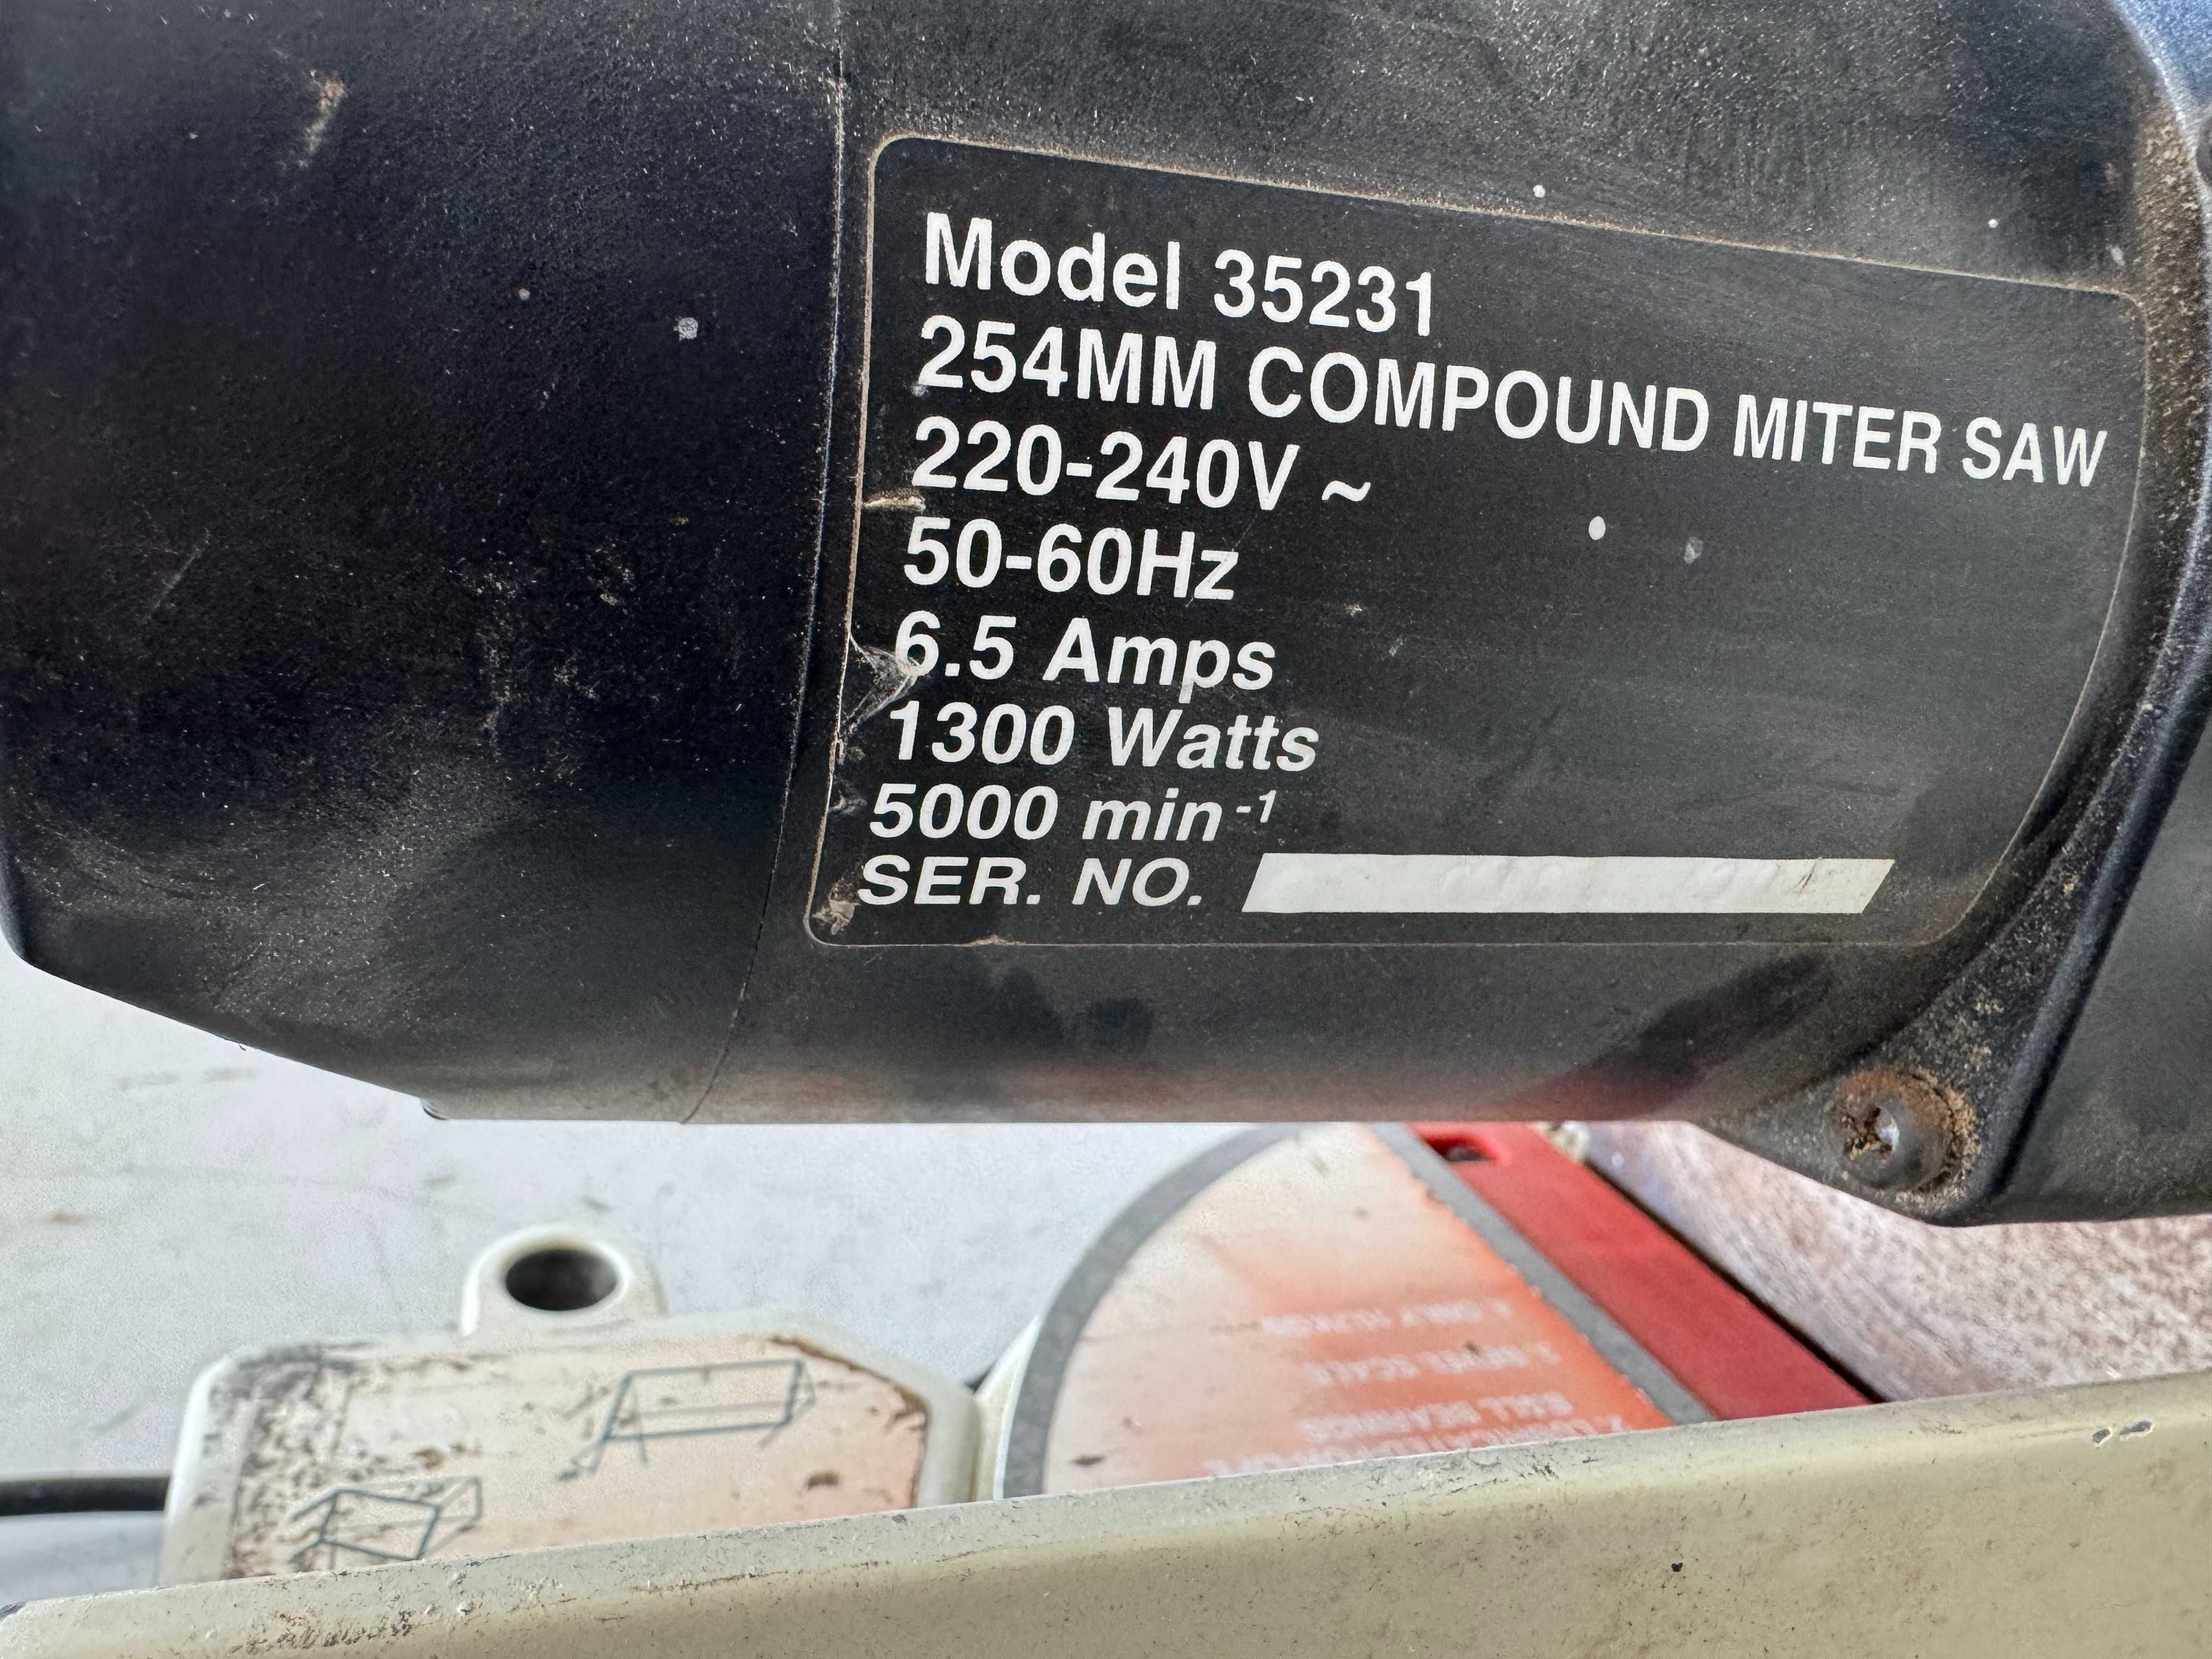 Model 35231
254MM COMPOUND MITER SAW
220-240V ~
50-60Hz
6.5 Amps
1300 Watts
5000 min⁻¹
SER. NO.